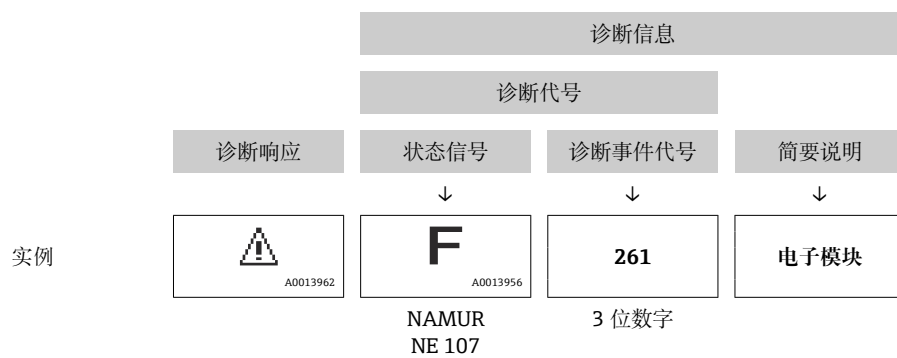 诊断信息
诊断代号
诊断响应 状态信号 诊断事件代号 简要说明
↓ ↓ ↓
实例 F 261 电子模块
A0013962 A0013956
NAMUR 3 位数字
NE 107